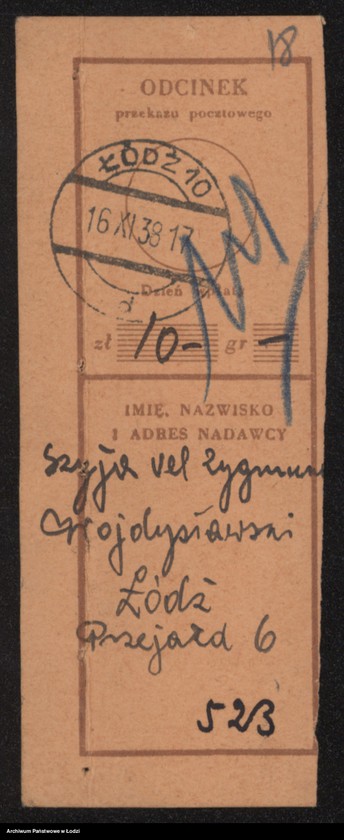 18
ODCINEK
przekazu pocztowego
ŁÓDŹ 10
16 XI 38 17
d
Dzień wpłaty
zł 10- gr -
IMIĘ, NAZWISKO
I ADRES NADAWCY
Szyja vel Zygmunt
Wojdysławski
Łódź
Przejazd 6
523
Archiwum Państwowe w Łodzi